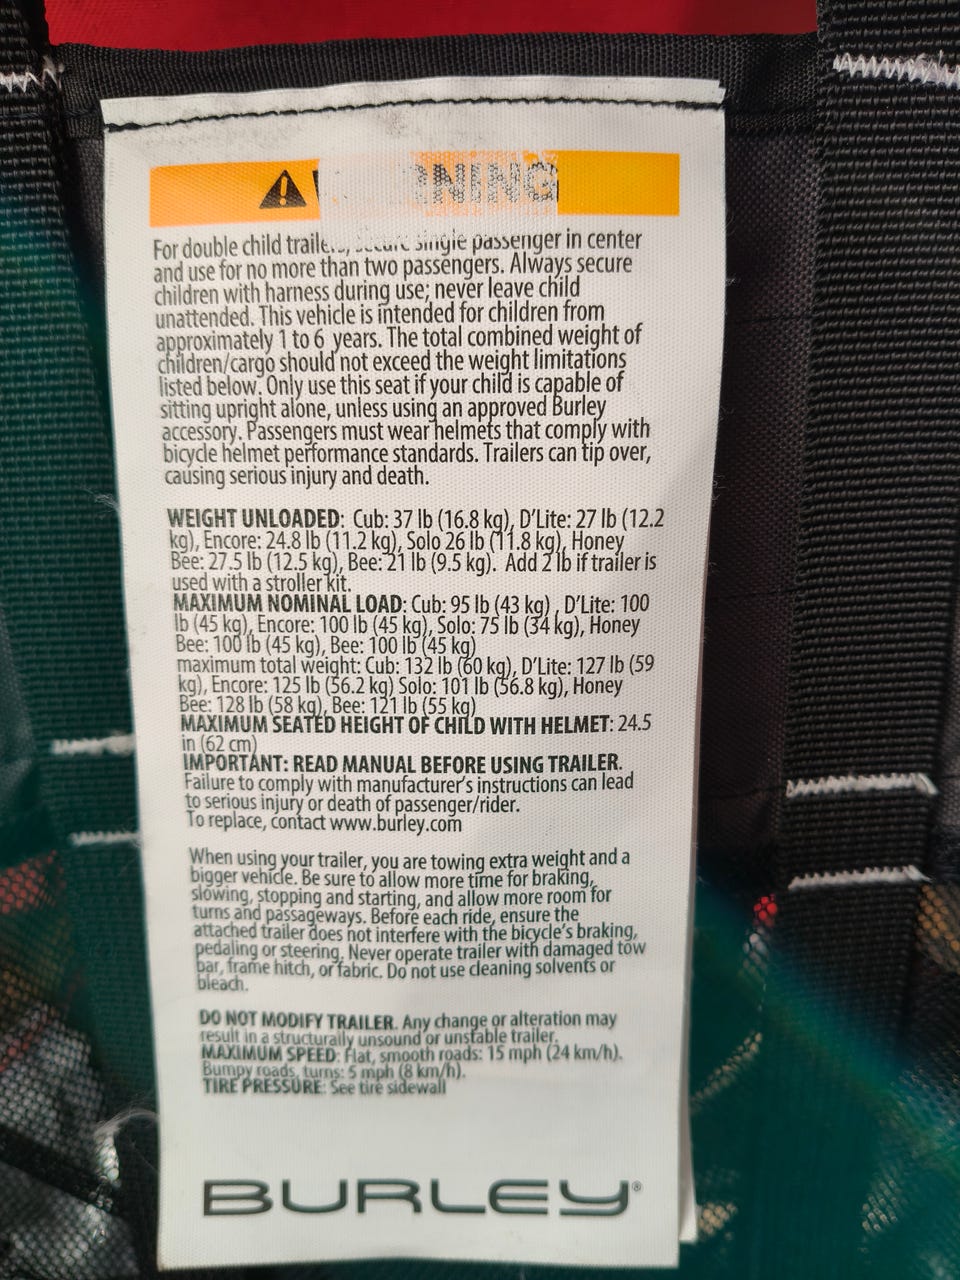 WARNING
For double child trailers, secure single passenger in center
and use for no more than two passengers. Always secure
children with harness during use; never leave child
unattended. This vehicle is intended for children from
approximately 1 to 6 years. The total combined weight of
children/cargo should not exceed the weight limitations
listed below. Only use this seat if your child is capable of
sitting upright alone, unless using an approved Burley
accessory. Passengers must wear helmets that comply with
bicycle helmet performance standards. Trailers can tip over,
causing serious injury and death.
WEIGHT UNLOADED: Cub: 37 lb (16.8 kg), D'Lite: 27 lb (12.2
kg), Encore: 24.8 lb (11.2 kg), Solo 26 lb (11.8 kg), Honey
Bee: 27.5 lb (12.5 kg), Bee: 21 lb (9.5 kg). Add 2 lb if trailer is
used with a stroller kit.
MAXIMUM NOMINAL LOAD: Cub: 95 lb (43 kg) , D'Lite: 100
lb (45 kg), Encore: 100 lb (45 kg), Solo: 75 lb (34 kg), Honey
Bee: 100 lb (45 kg), Bee: 100 lb (45 kg)
maximum total weight: Cub: 132 lb (60 kg), D'Lite: 127 lb (59
kg), Encore: 125 lb (56.2 kg) Solo: 101 lb (56.8 kg), Honey
Bee: 128 lb (58 kg), Bee: 121 lb (55 kg)
MAXIMUM SEATED HEIGHT OF CHILD WITH HELMET: 24.5
in (62 cm)
IMPORTANT: READ MANUAL BEFORE USING TRAILER.
Failure to comply with manufacturer's instructions can lead
to serious injury or death of passenger/rider.
To replace, contact www.burley.com
When using your trailer, you are towing extra weight and a
bigger vehicle. Be sure to allow more time for braking,
slowing, stopping and starting, and allow more room for
turns and passageways. Before each ride, ensure the
attached trailer does not interfere with the bicycle's braking,
pedaling or steering. Never operate trailer with damaged tow
bar, frame hitch, or fabric. Do not use cleaning solvents or
bleach.
DO NOT MODIFY TRAILER. Any change or alteration may
result in a structurally unsound or unstable trailer.
MAXIMUM SPEED: Flat, smooth roads: 15 mph (24 km/h).
Bumpy roads, turns: 5 mph (8 km/h).
TIRE PRESSURE: See tire sidewall
BURLEY®